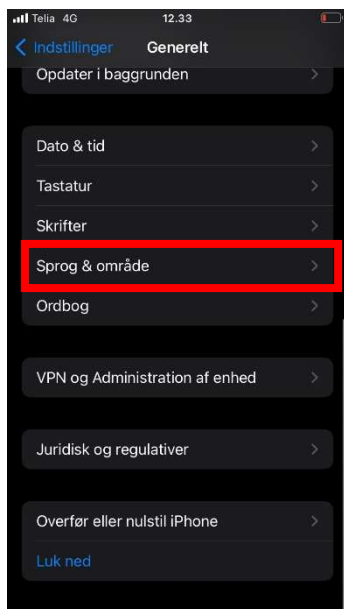 Telia 4G 12.33
Indstillinger Generelt
Opdater i baggrunden
Dato & tid
Tastatur
Skrifter
Sprog & område
Ordbog
VPN og Administration af enhed
Juridisk og regulativer
Overfør eller nulstil iPhone
Luk ned